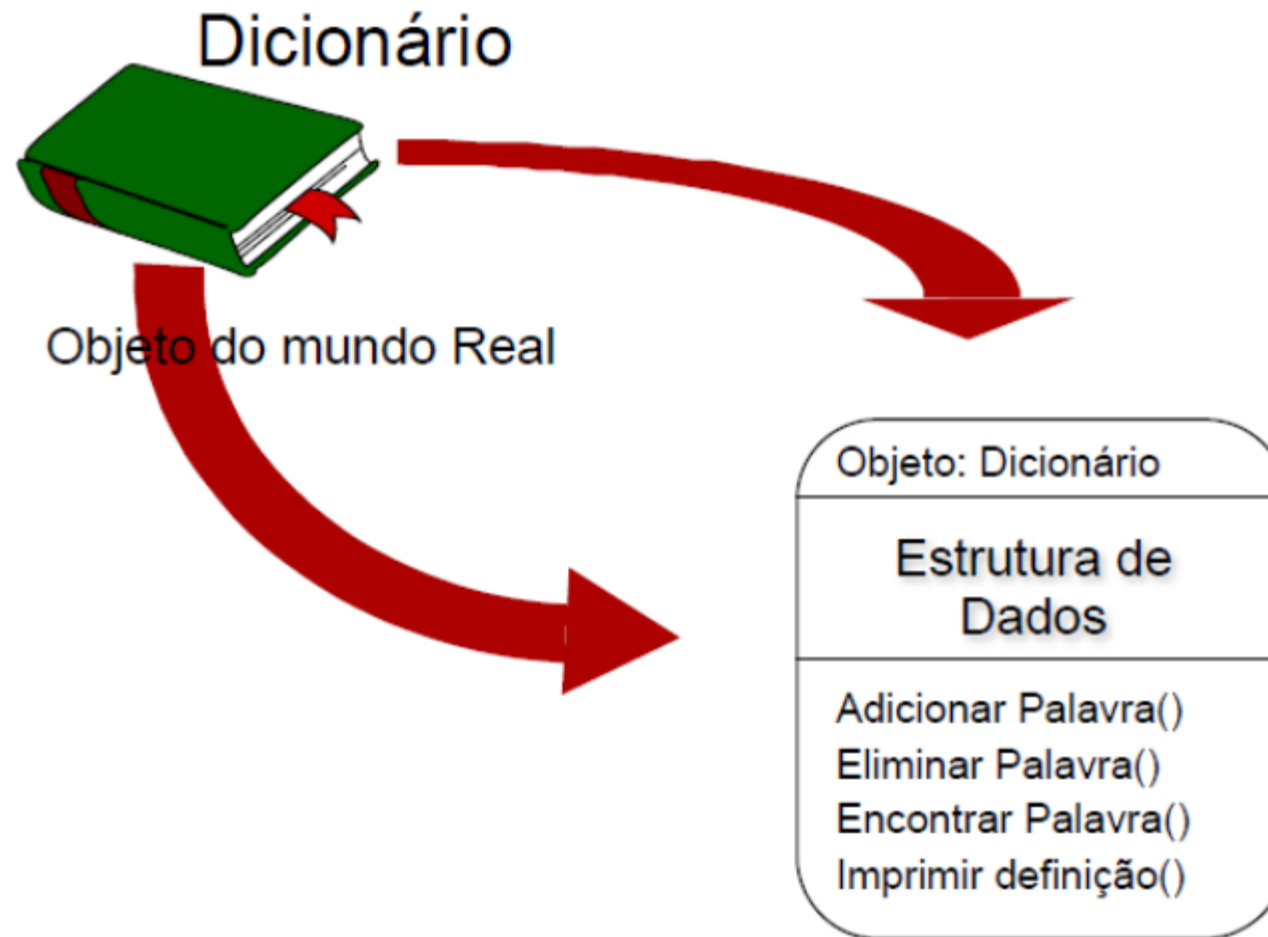 Dicionário
Objeto do mundo Real
Objeto: Dicionário
Estrutura de
Dados
Adicionar Palavra()
Eliminar Palavra()
Encontrar Palavra()
Imprimir definição()